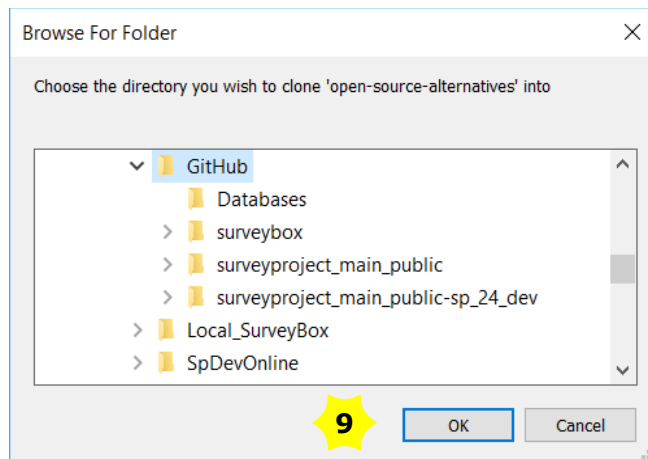 Browse For Folder
Choose the directory you wish to clone 'open-source-alternatives' into
GitHub
Databases
surveybox
surveyproject_main_public
surveyproject_main_public-sp_24_dev
Local_SurveyBox
SpDevOnline
9 OK Cancel